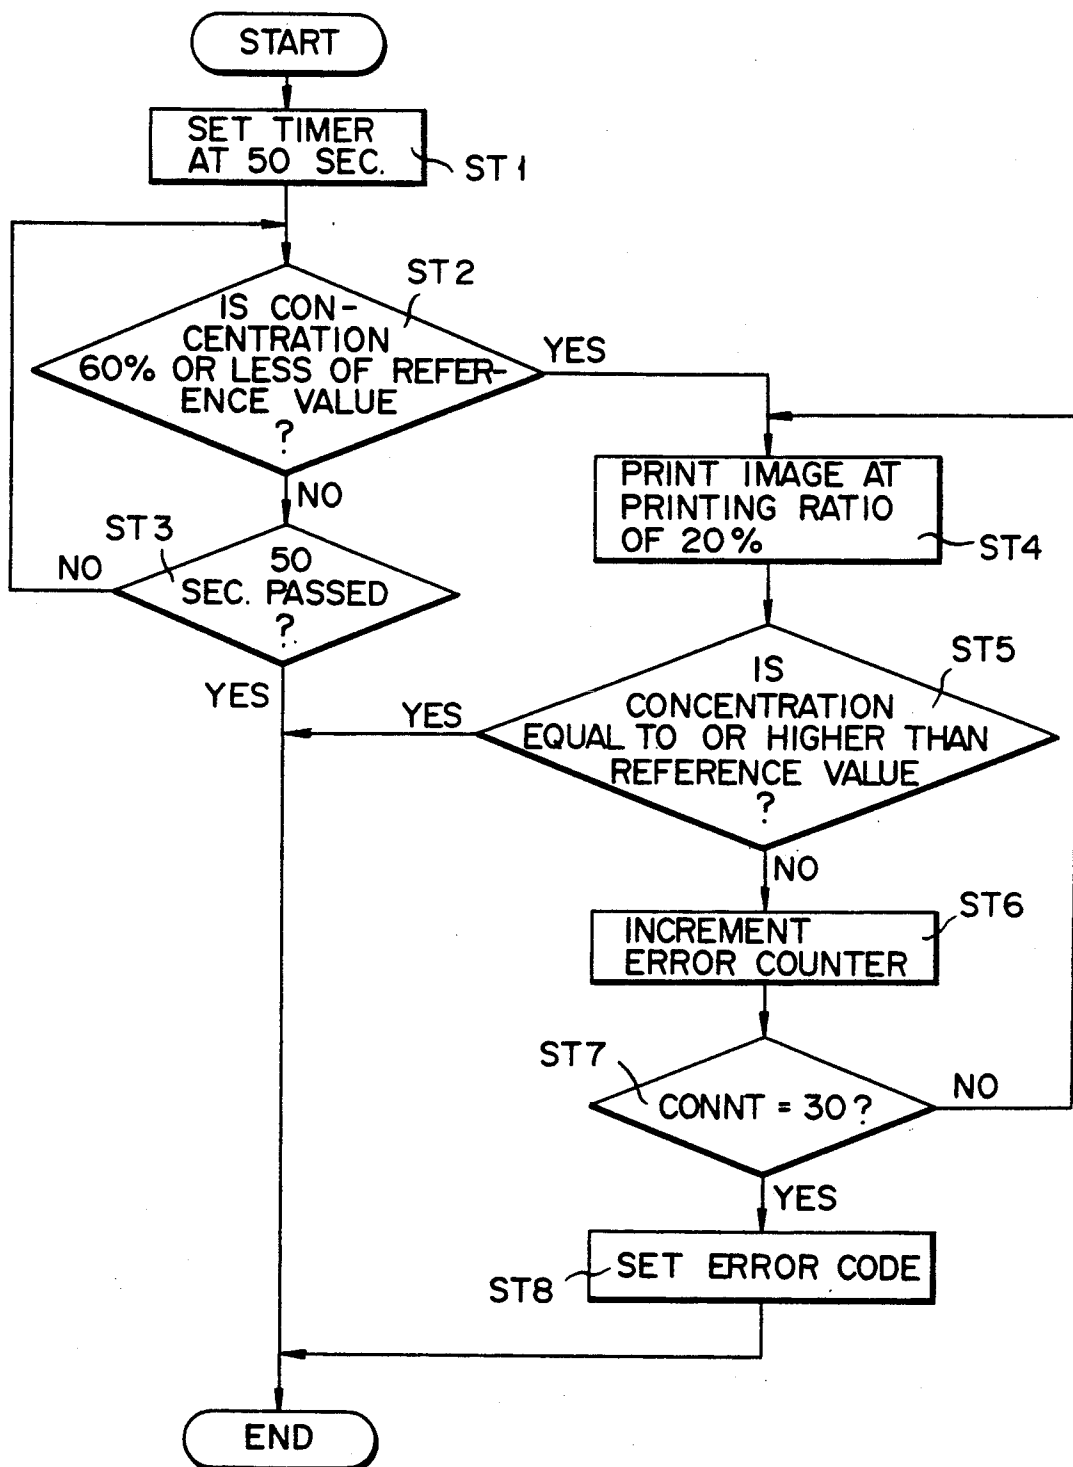 START
SET TIMER
AT 50 SEC.
ST1
ST2
IS CON-
CENTRATION
60% OR LESS OF REFER-
ENCE VALUE
?
YES
NO
ST3
50
SEC. PASSED
?
NO
YES
PRINT IMAGE AT
PRINTING RATIO
OF 20%
ST4
ST5
IS
CONCENTRATION
EQUAL TO OR HIGHER THAN
REFERENCE VALUE
?
YES
NO
ST6
INCREMENT
ERROR COUNTER
ST7
CONNT = 30?
NO
YES
SET ERROR CODE
ST8
END